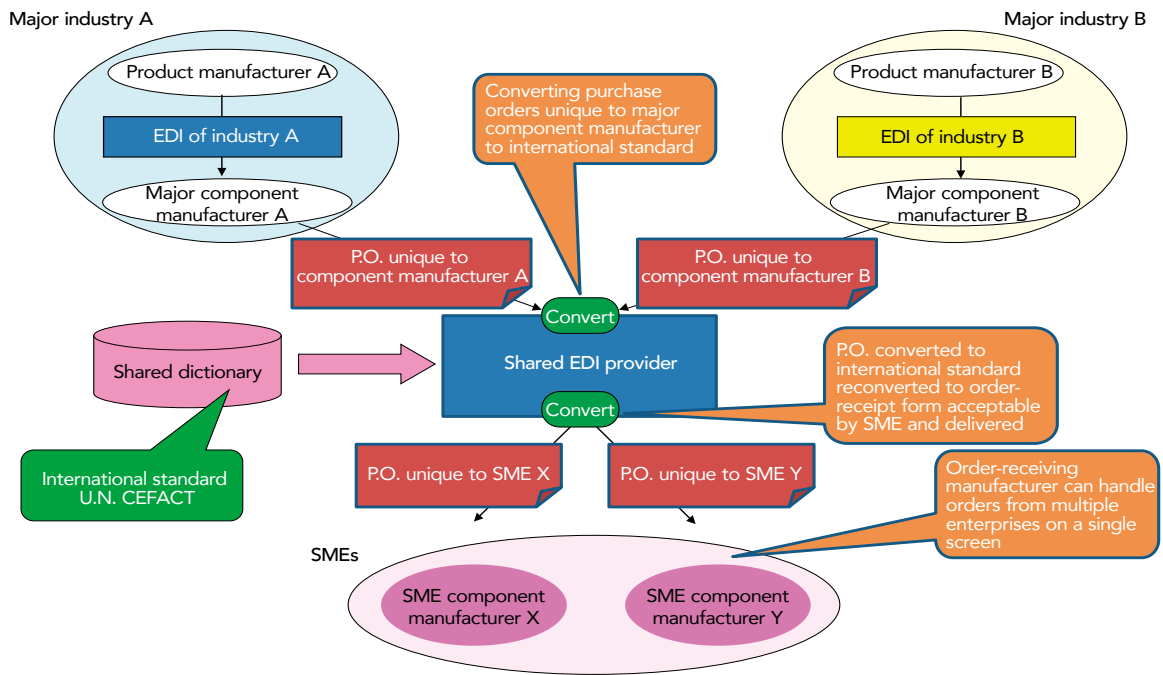 Major industry A
Major industry B
Product manufacturer A
EDI of industry A
Major component
manufacturer A
Converting purchase
orders unique to major
component manufacturer
to international standard
Product manufacturer B
EDI of industry B
Major component
manufacturer B
P.O. unique to
component manufacturer A
P.O. unique to
component manufacturer B
Convert
Shared dictionary
Shared EDI provider
Convert
P.O. converted to
international standard
reconverted to order-
receipt form acceptable
by SME and delivered
International standard
U.N. CEFACT
P.O. unique to SME X
P.O. unique to SME Y
Order-receiving
manufacturer can handle
orders from multiple
enterprises on a single
screen
SMEs
SME component
manufacturer X
SME component
manufacturer Y